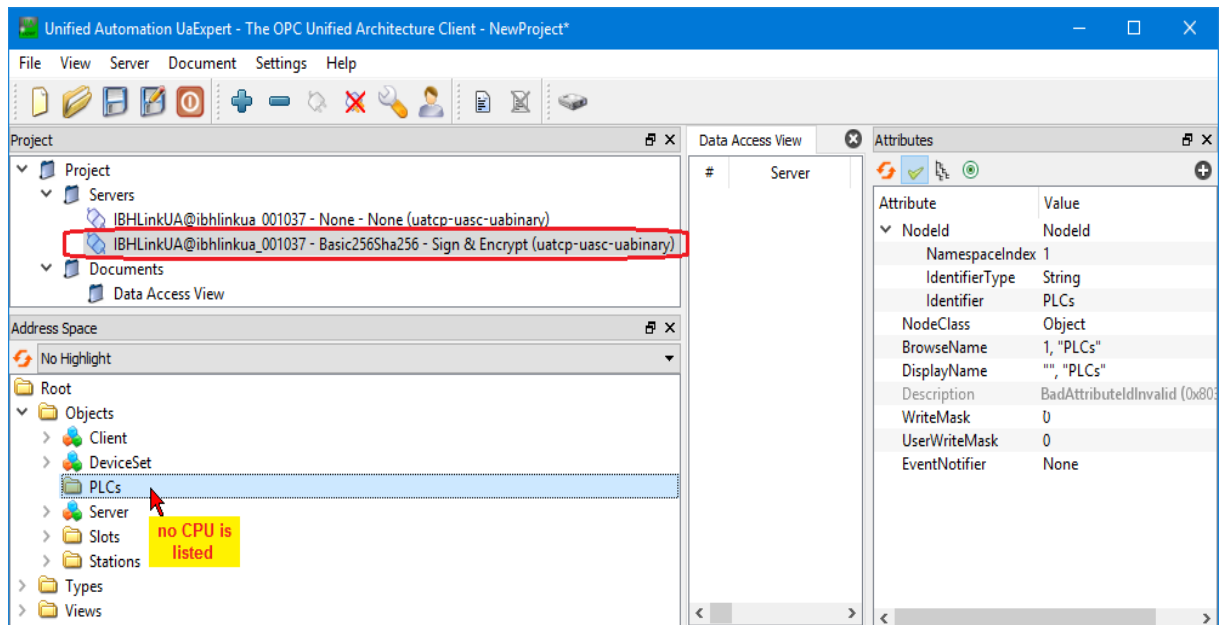 Unified Automation UaExpert - The OPC Unified Architecture Client - NewProject*
File View Server Document Settings Help
Project
Project
Servers
IBHLinkUA@ibhlinkua_001037 - None - None (uatcp-uasc-uabinary)
IBHLinkUA@ibhlinkua_001037 - Basic256Sha256 - Sign & Encrypt (uatcp-uasc-uabinary)
Documents
Data Access View
Address Space
No Highlight
Root
Objects
Client
DeviceSet
PLCs
Server
Slots
Stations
Types
Views
no CPU is
listed
Data Access View
# Server
Attributes
Attribute Value
NodeId NodeId
NamespaceIndex 1
IdentifierType String
Identifier PLCs
NodeClass Object
BrowseName 1, "PLCs"
DisplayName "", "PLCs"
Description BadAttributeIdInvalid (0x803
WriteMask 0
UserWriteMask 0
EventNotifier None